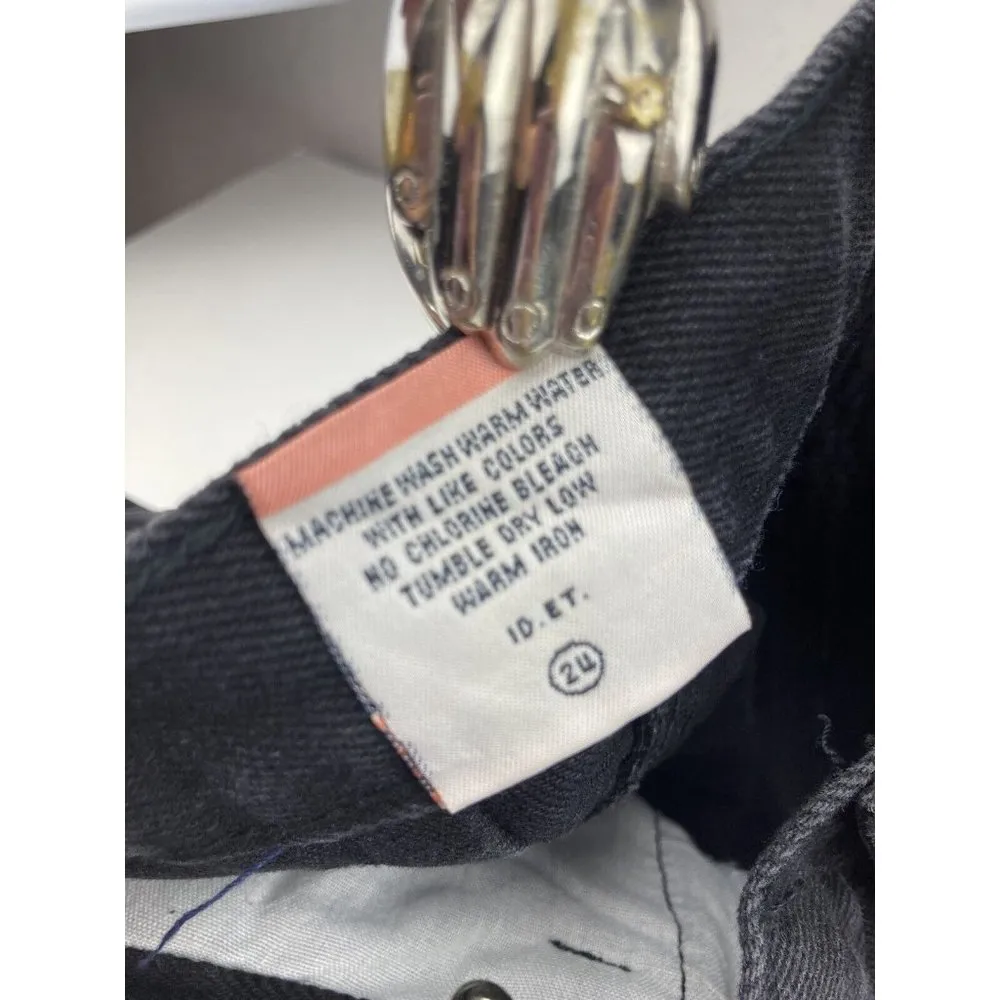 MACHINE WASH WARM WATER
WITH LIKE COLORS
NO CHLORINE BLEACH
TUMBLE DRY LOW
WARM IRON
ID.ET.
24